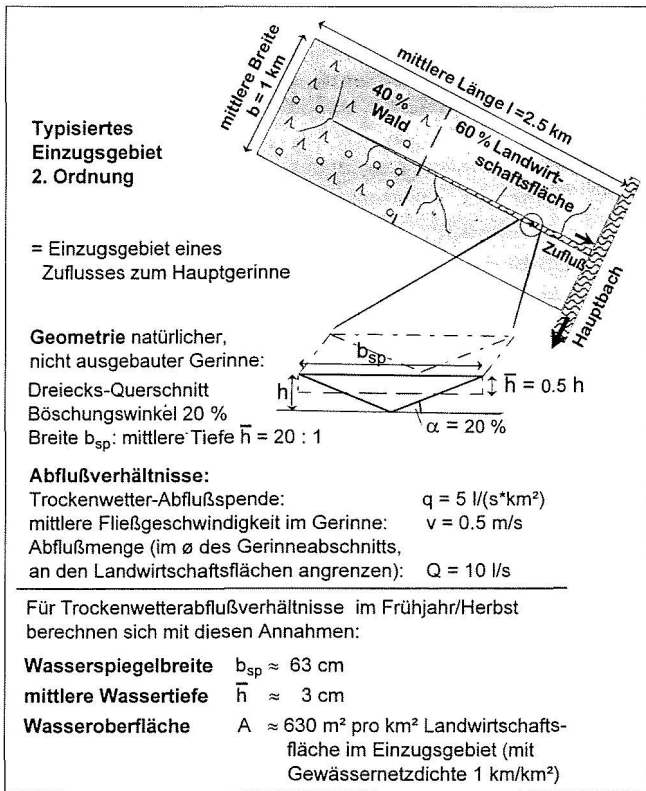 mittlere Breite
b = 1 km
mittlere Länge l =2.5 km
40 %
Wald
60 % Landwirt-
schaftsfläche
Zufluß
Hauptbach
Typisiertes
Einzugsgebiet
2. Ordnung
= Einzugsgebiet eines
Zuflusses zum Hauptgerinne
Geometrie natürlicher,
nicht ausgebauter Gerinne:
Dreiecks-Querschnitt
Böschungswinkel 20 %
Breite bsp: mittlere Tiefe h̅ = 20 : 1
bsp
h
h̅ = 0.5 h
α = 20 %
Abflußverhältnisse:
Trockenwetter-Abflußspende: q = 5 l/(s*km²)
mittlere Fließgeschwindigkeit im Gerinne: v = 0.5 m/s
Abflußmenge (im ø des Gerinneabschnitts,
an den Landwirtschaftsflächen angrenzen): Q = 10 l/s
Für Trockenwetterabflußverhältnisse im Frühjahr/Herbst
berechnen sich mit diesen Annahmen:
Wasserspiegelbreite bsp ≈ 63 cm
mittlere Wassertiefe h̅ ≈ 3 cm
Wasseroberfläche A ≈ 630 m² pro km² Landwirtschafts-
fläche im Einzugsgebiet (mit
Gewässernetzdichte 1 km/km²)